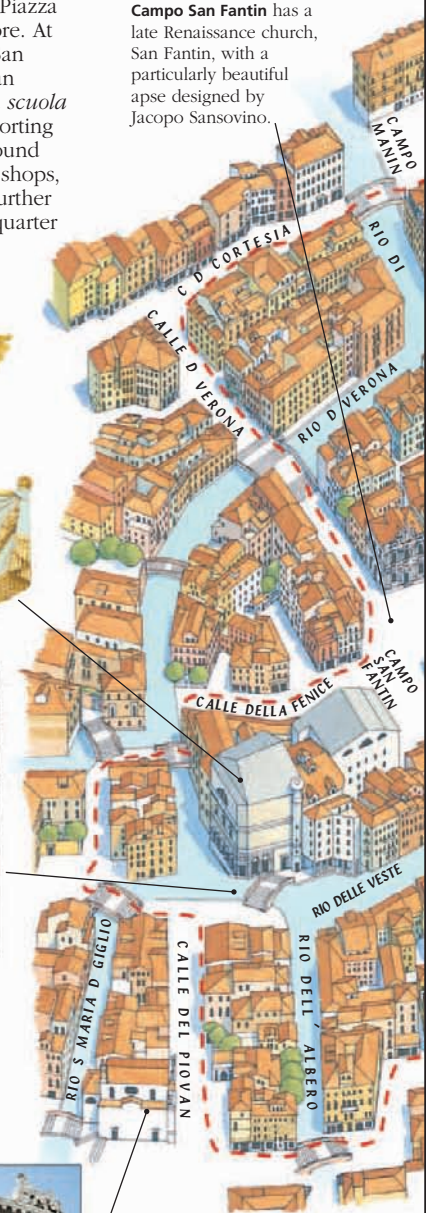 Piazza
ore. At
San
an
scuola
orting
ound
shops,
urther
quarter
Campo San Fantin has a
late Renaissance church,
San Fantin, with a
particularly beautiful
apse designed by
Jacopo Sansovino.
CAMPO
MANIN
C D CORTESIA
RIO DI
CALLE D VERONA
RIO D VERONA
CAMPO
SAN
FANTIN
CALLE DELLA FENICE
RIO DELLE VESTE
RIO S MARIA D GIGLIO
CALLE DEL PIOVAN
RIO DELL' ALBERO